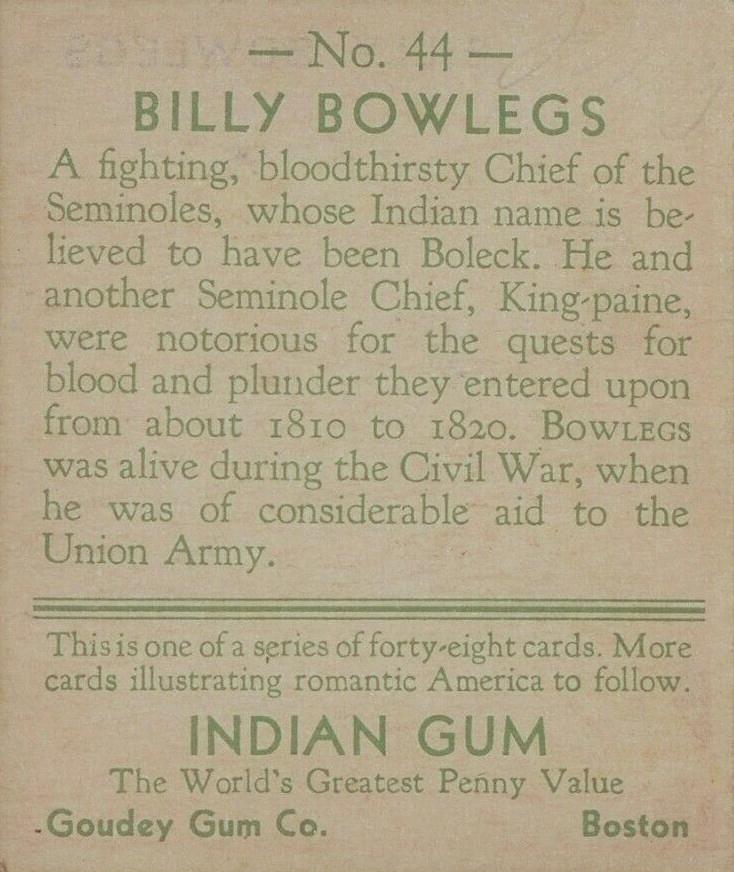 — No. 44 —
BILLY BOWLEGS
A fighting, bloodthirsty Chief of the
Seminoles, whose Indian name is be-
lieved to have been Boleck. He and
another Seminole Chief, King-paine,
were notorious for the quests for
blood and plunder they entered upon
from about 1810 to 1820. BOWLEGS
was alive during the Civil War, when
he was of considerable aid to the
Union Army.
This is one of a series of forty-eight cards. More
cards illustrating romantic America to follow.
INDIAN GUM
The World's Greatest Penny Value
Goudey Gum Co. Boston